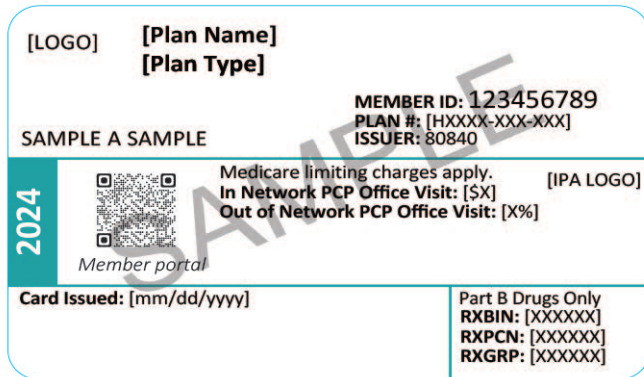 [LOGO]
[Plan Name]
[Plan Type]
MEMBER ID: 123456789
PLAN #: [HXXXX-XXX-XXX]
ISSUER: 80840
SAMPLE A SAMPLE
2024
Member portal
Medicare limiting charges apply.
In Network PCP Office Visit: [$X]
Out of Network PCP Office Visit: [X%]
[IPA LOGO]
Card Issued: [mm/dd/yyyy]
Part B Drugs Only
RXBIN: [XXXXXX]
RXPCN: [XXXXXX]
RXGRP: [XXXXXX]
SAMPLE